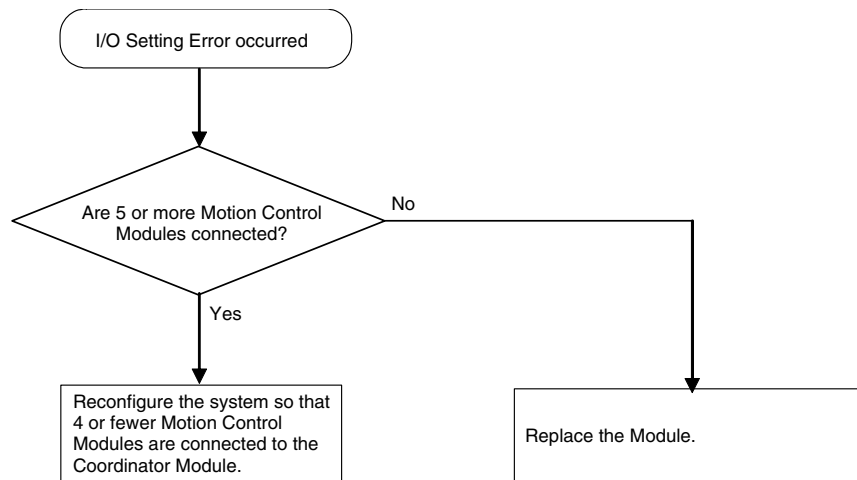 I/O Setting Error occurred
Are 5 or more Motion Control
Modules connected?
No
Yes
Reconfigure the system so that
4 or fewer Motion Control
Modules are connected to the
Coordinator Module.
Replace the Module.